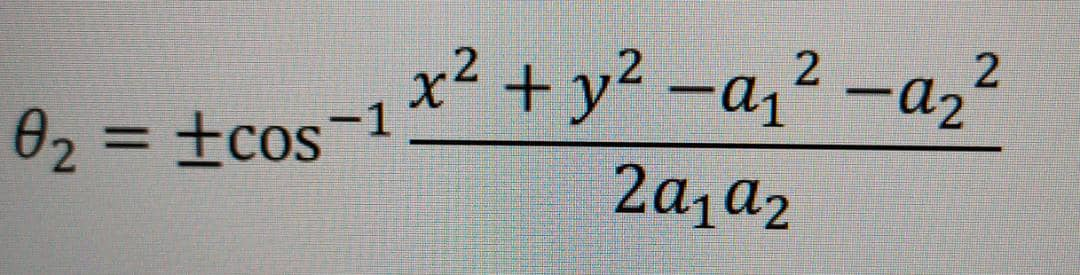 θ₂ = ±cos⁻¹ (x² + y² − a₁² − a₂²) / (2a₁a₂)